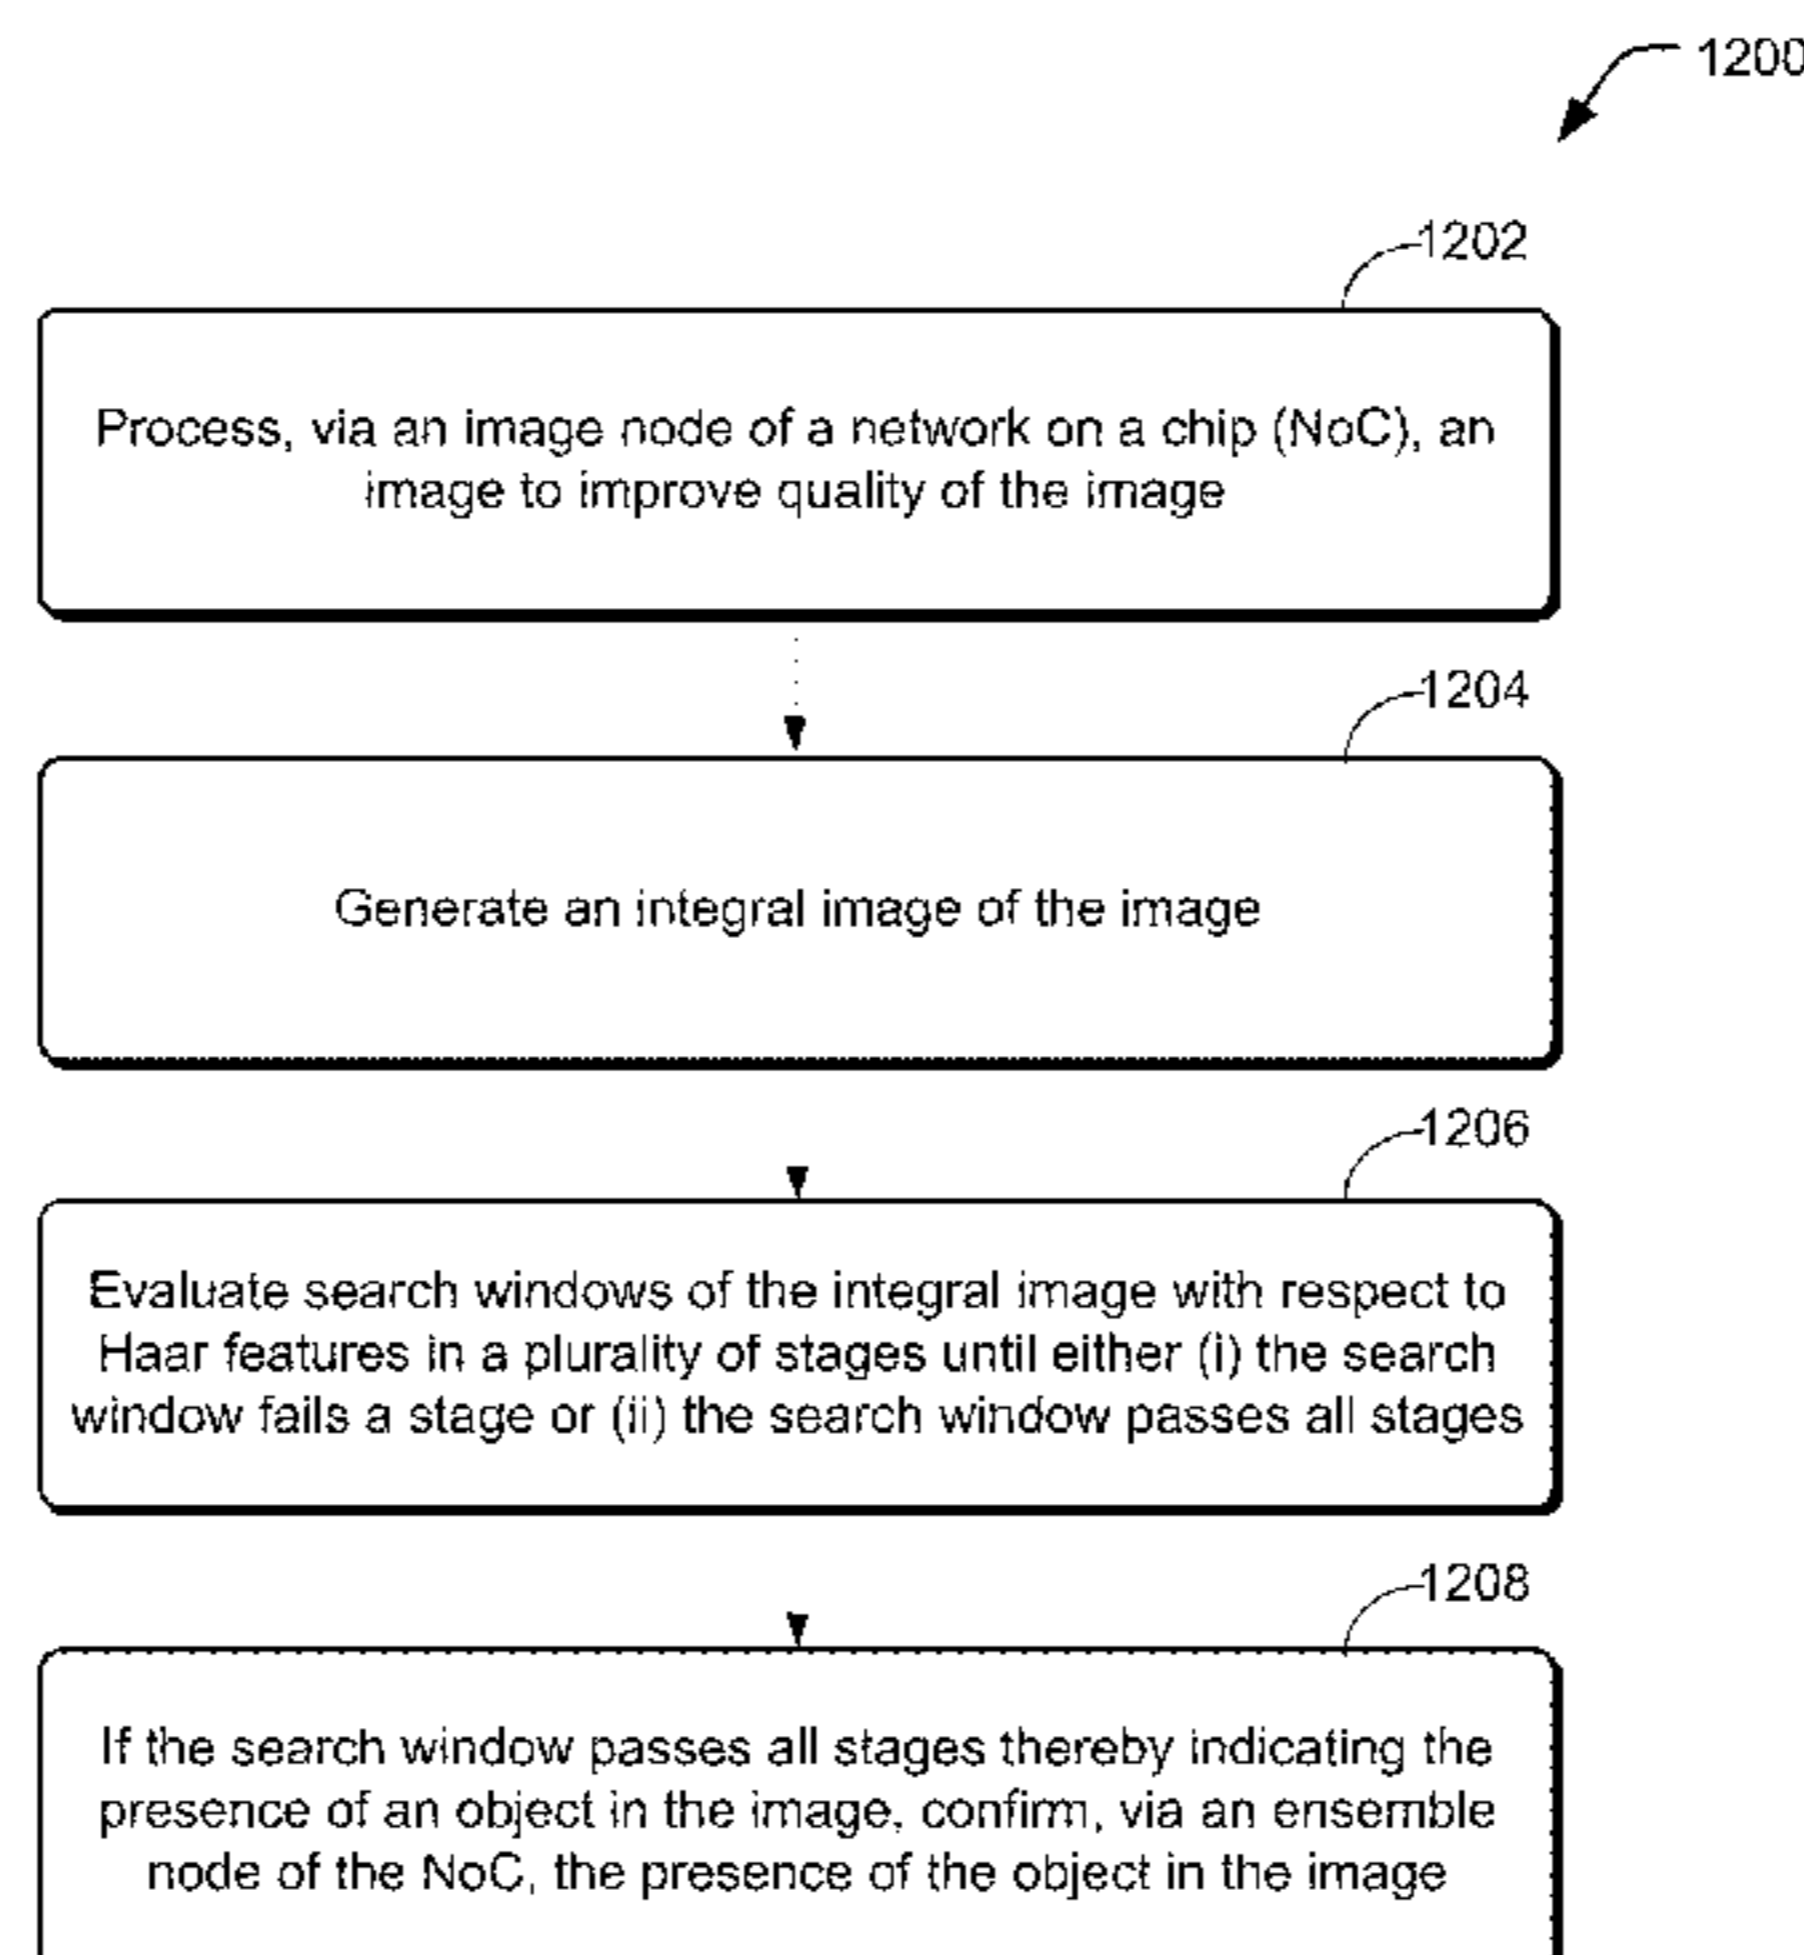 1200
1202
Process, via an image node of a network on a chip (NoC), an
image to improve quality of the image
1204
Generate an integral image of the image
1206
Evaluate search windows of the integral image with respect to
Haar features in a plurality of stages until either (i) the search
window fails a stage or (ii) the search window passes all stages
1208
If the search window passes all stages thereby indicating the
presence of an object in the image, confirm, via an ensemble
node of the NoC, the presence of the object in the image